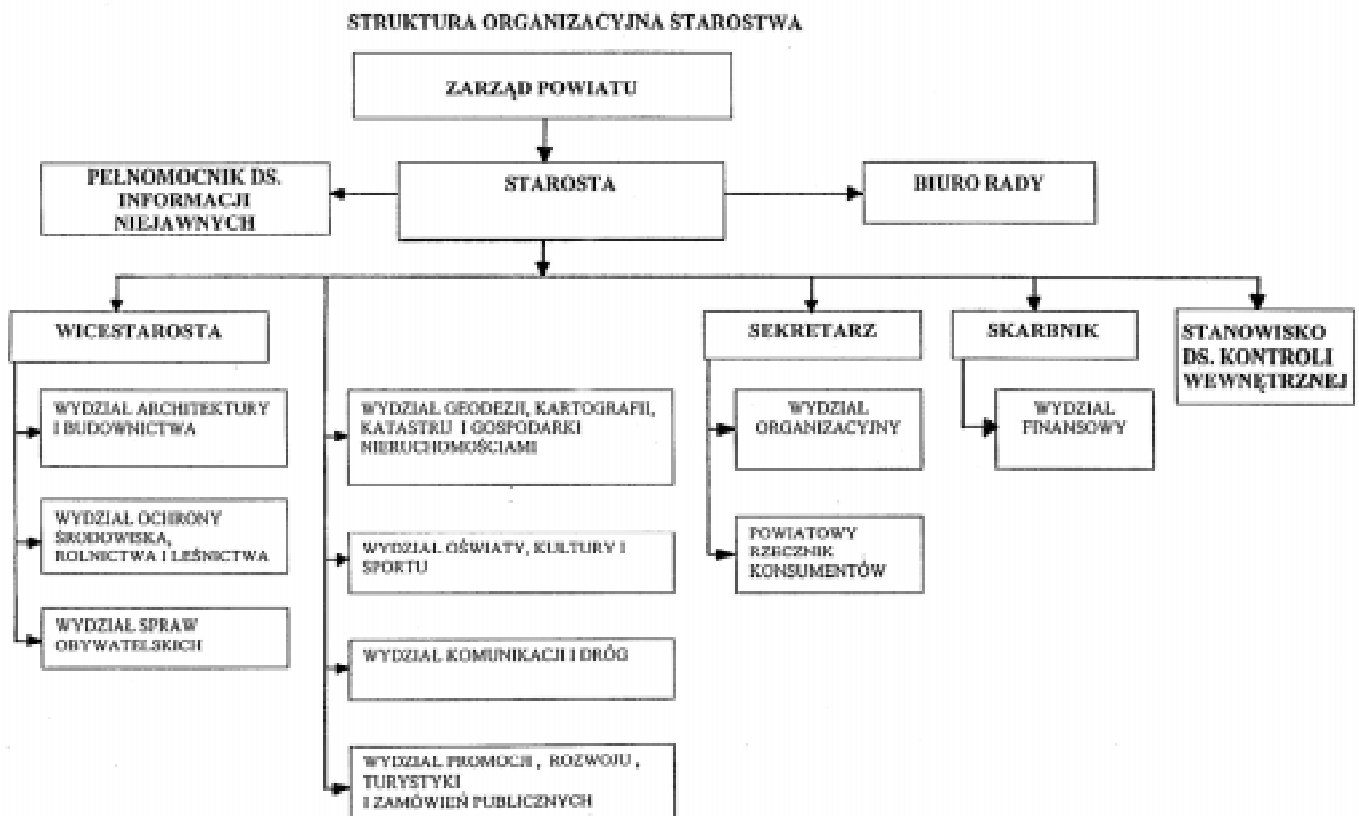 STRUKTURA ORGANIZACYJNA STAROSTWA
ZARZĄD POWIATU
PEŁNOMOCNIK DS.
INFORMACJI
NIEJAWNYCH
STAROSTA
BIURO RADY
WICESTAROSTA
SEKRETARZ
SKARBNIK
STANOWISKO
DS. KONTROLI
WEWNĘTRZNEJ
WYDZIAŁ ARCHITEKTURY
I BUDOWNICTWA
WYDZIAŁ OCHRONY
ŚRODOWISKA,
ROLNICTWA I LEŚNICTWA
WYDZIAŁ SPRAW
OBYWATELSKICH
WYDZIAŁ GEODEZJI, KARTOGRAFII,
KATASTRU I GOSPODARKI
NIERUCHOMOŚCIAMI
WYDZIAŁ OŚWIATY, KULTURY I
SPORTU
WYDZIAŁ KOMUNIKACJI I DRÓG
WYDZIAŁ PROMOCJI , ROZWOJU ,
TURYSTYKI
I ZAMÓWIEŃ PUBLICZNYCH
WYDZIAŁ
ORGANIZACYJNY
POWIATOWY
RZECZNIK
KONSUMENTÓW
WYDZIAŁ
FINANSOWY